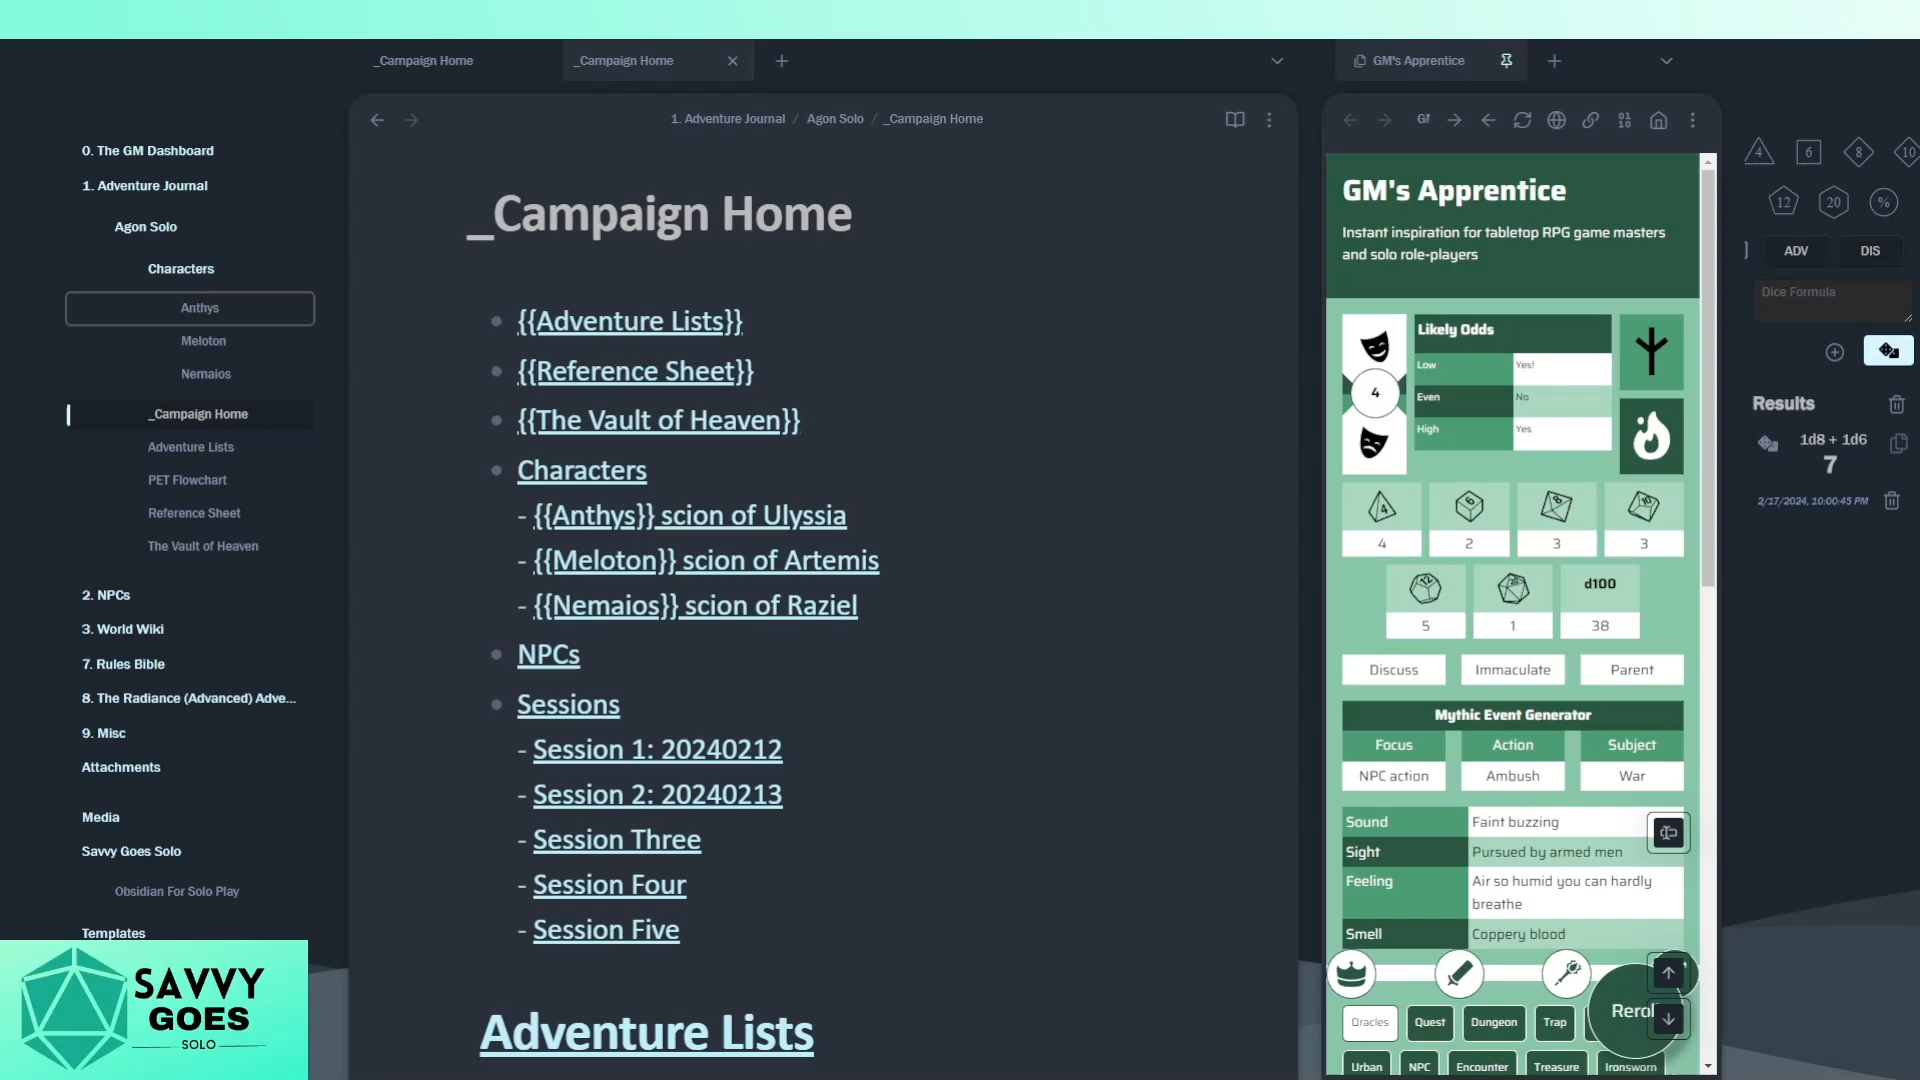 _Campaign Home
_Campaign Home
GM's Apprentice
0. The GM Dashboard
1. Adventure Journal
Agon Solo
Characters
Anthys
Meloton
Nemaios
_Campaign Home
Adventure Lists
PET Flowchart
Reference Sheet
The Vault of Heaven
2. NPCs
3. World Wiki
7. Rules Bible
8. The Radiance (Advanced) Adve...
9. Misc
Attachments
Media
Savvy Goes Solo
Obsidian For Solo Play
Templates
SAVVY
GOES
SOLO
1. Adventure Journal / Agon Solo / _Campaign Home
_Campaign Home
{{Adventure Lists}}
{{Reference Sheet}}
{{The Vault of Heaven}}
Characters
- {{Anthys}} scion of Ulyssia
- {{Meloton}} scion of Artemis
- {{Nemaios}} scion of Raziel
NPCs
Sessions
- Session 1: 20240212
- Session 2: 20240213
- Session Three
- Session Four
- Session Five
Adventure Lists
01
10
GM's Apprentice
Instant inspiration for tabletop RPG game masters
and solo role-players
4
Likely Odds
Low Yes!
Even No
High Yes
4 6 8 10
4 2 3 3
12 20 d100
5 1 38
Discuss Immaculate Parent
Mythic Event Generator
Focus Action Subject
NPC action Ambush War
Sound Faint buzzing
Sight Pursued by armed men
Feeling Air so humid you can hardly
breathe
Smell Coppery blood
Oracles Quest Dungeon Trap
Urban NPC Encounter Treasure Ironsworn
4 6 8 10
12 20 %
ADV DIS
Dice Formula
Results
1d8 + 1d6
7
2/17/2024, 10:00:45 PM